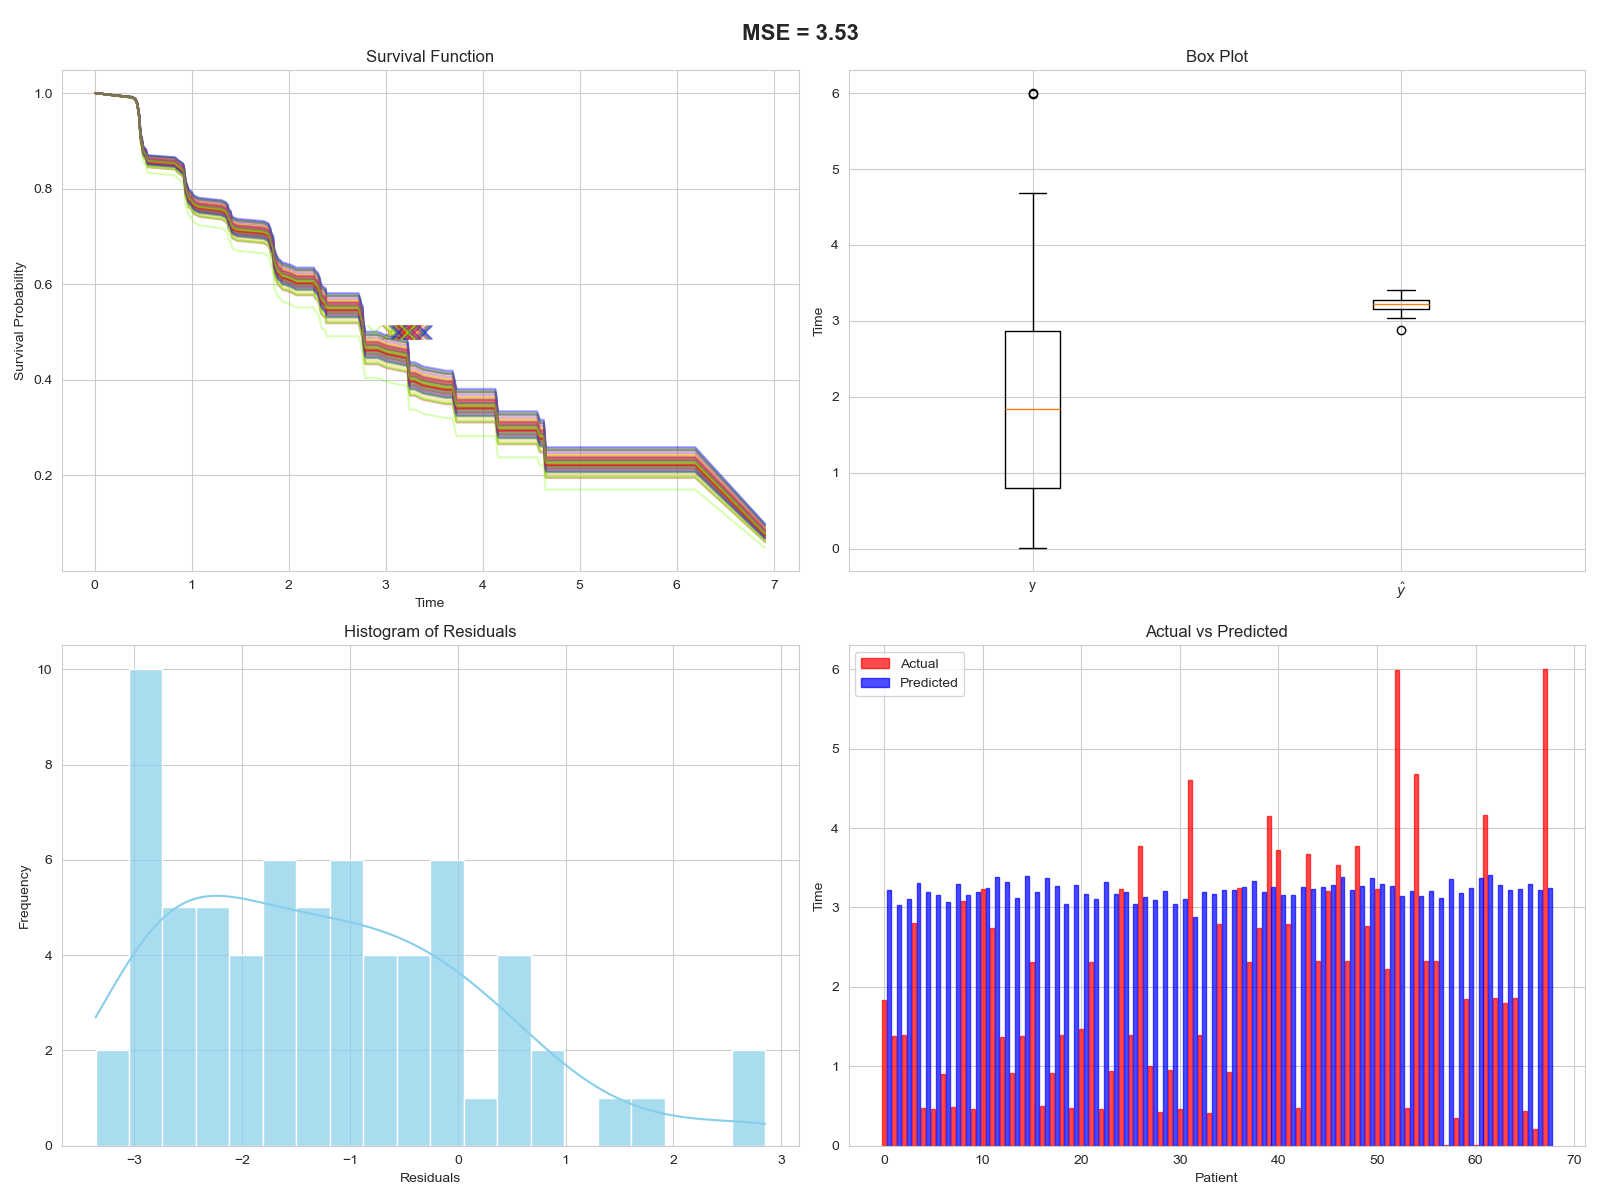 MSE = 3.53
Survival Function
Survival Probability
1.0
0.8
0.6
0.4
0.2
0 1 2 3 4 5 6 7
Time
Box Plot
Time
6
5
4
3
2
1
0
y ŷ
Histogram of Residuals
Frequency
10
8
6
4
2
0
−3 −2 −1 0 1 2 3
Residuals
Actual vs Predicted
Actual
Predicted
Time
6
5
4
3
2
1
0
0 10 20 30 40 50 60 70
Patient